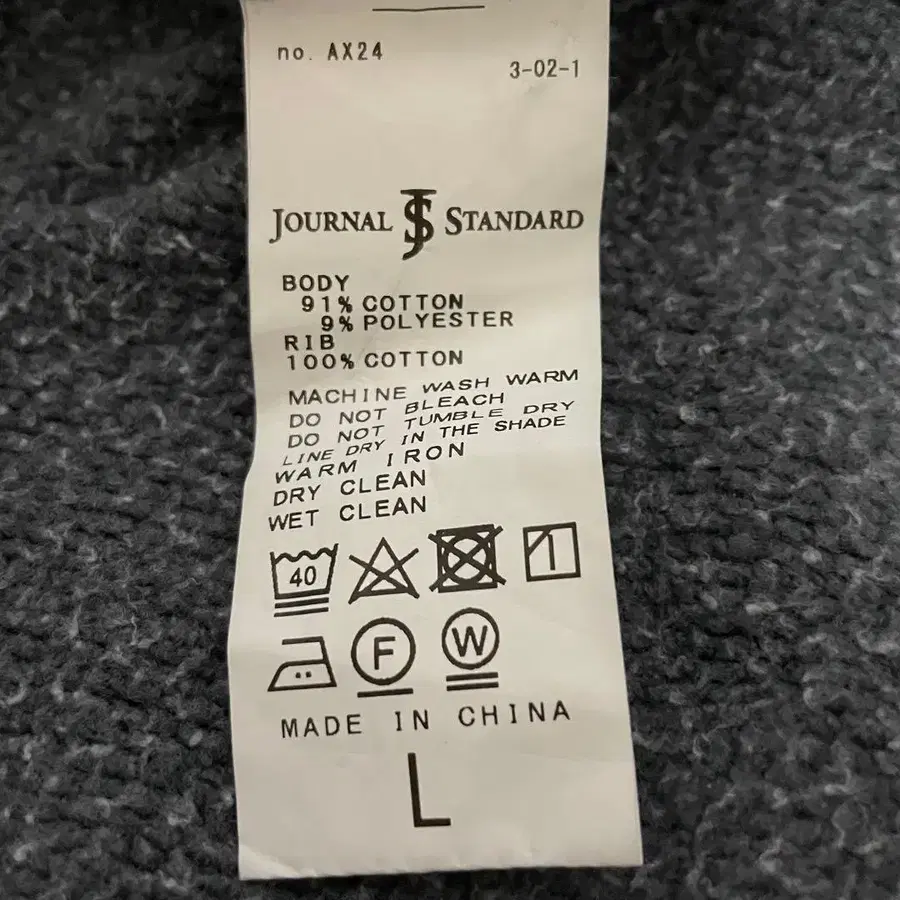 no. AX24
3-02-1
JOURNAL JS STANDARD
BODY
91% COTTON
9% POLYESTER
RIB
100% COTTON
MACHINE WASH WARM
DO NOT BLEACH
DO NOT TUMBLE DRY
LINE DRY IN THE SHADE
WARM IRON
DRY CLEAN
WET CLEAN
40
F W
MADE IN CHINA
L